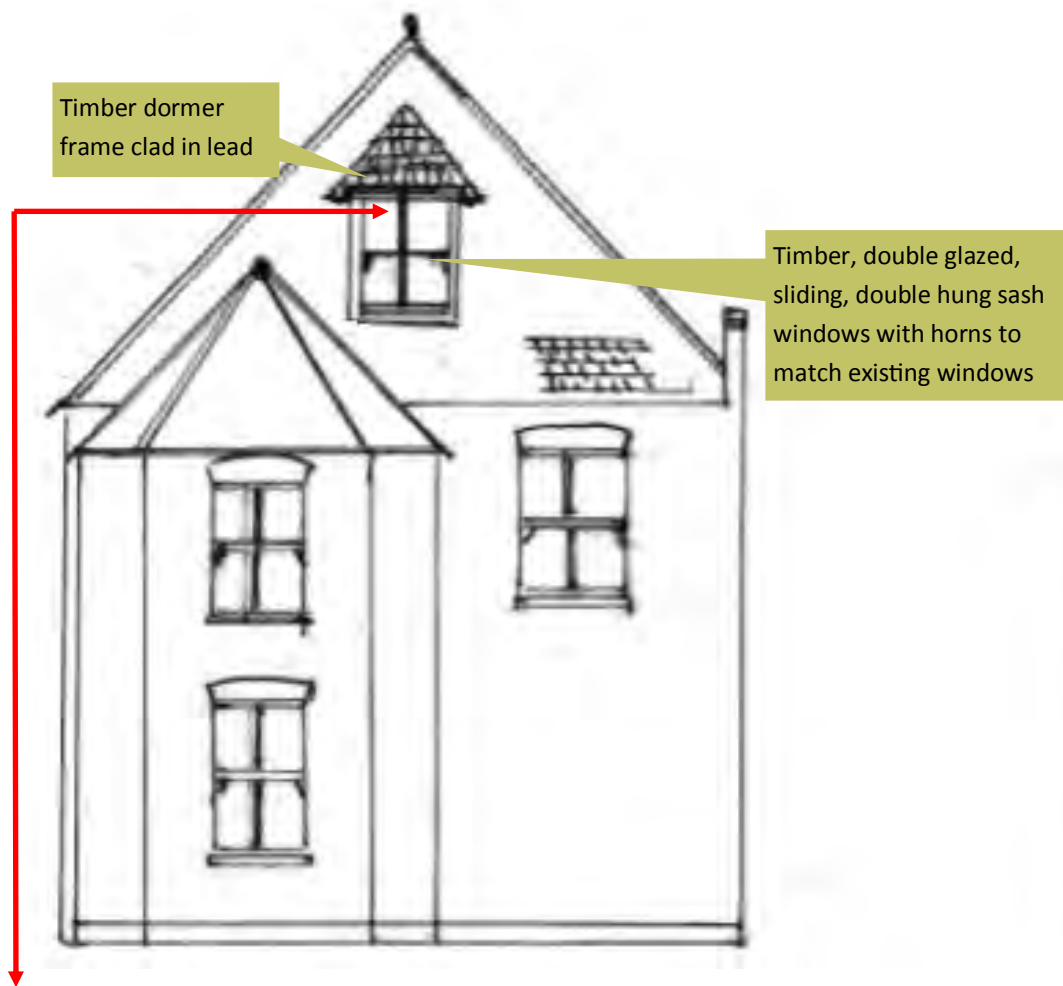 Timber dormer
frame clad in lead
Timber, double glazed,
sliding, double hung sash
windows with horns to
match existing windows